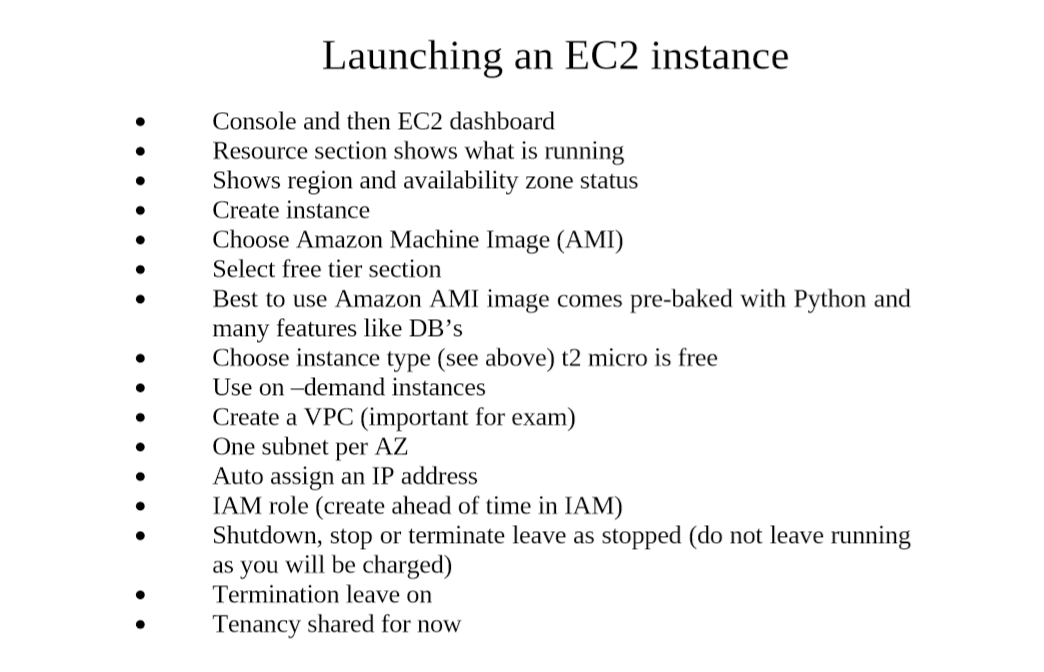 Launching an EC2 instance
• Console and then EC2 dashboard
• Resource section shows what is running
• Shows region and availability zone status
• Create instance
• Choose Amazon Machine Image (AMI)
• Select free tier section
• Best to use Amazon AMI image comes pre-baked with Python and
many features like DB’s
• Choose instance type (see above) t2 micro is free
• Use on –demand instances
• Create a VPC (important for exam)
• One subnet per AZ
• Auto assign an IP address
• IAM role (create ahead of time in IAM)
• Shutdown, stop or terminate leave as stopped (do not leave running
as you will be charged)
• Termination leave on
• Tenancy shared for now